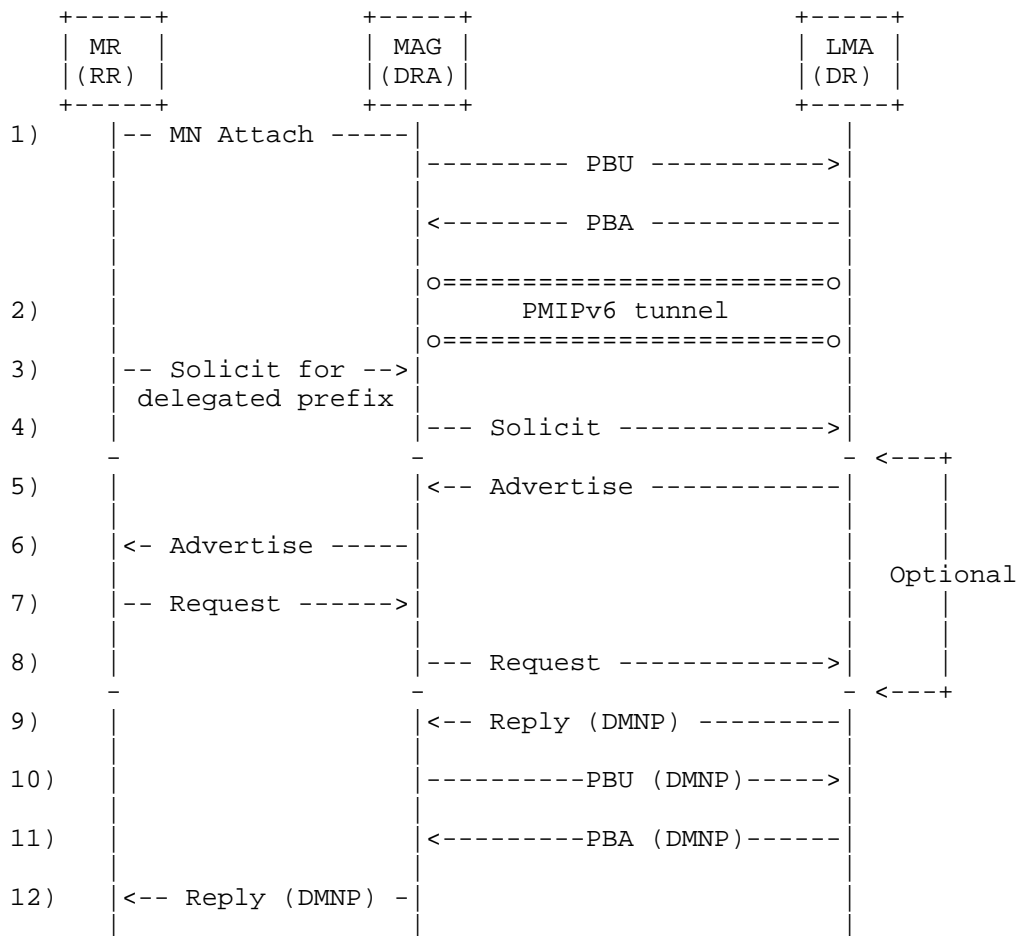 MR MAG LMA
(RR) (DRA) (DR)
1) MN Attach
PBU
PBA
2) PMIPv6 tunnel
3) Solicit for
delegated prefix
4) Solicit
5) Advertise
6) Advertise
Optional
7) Request
8) Request
9) Reply (DMNP)
10) PBU (DMNP)
11) PBA (DMNP)
12) Reply (DMNP)